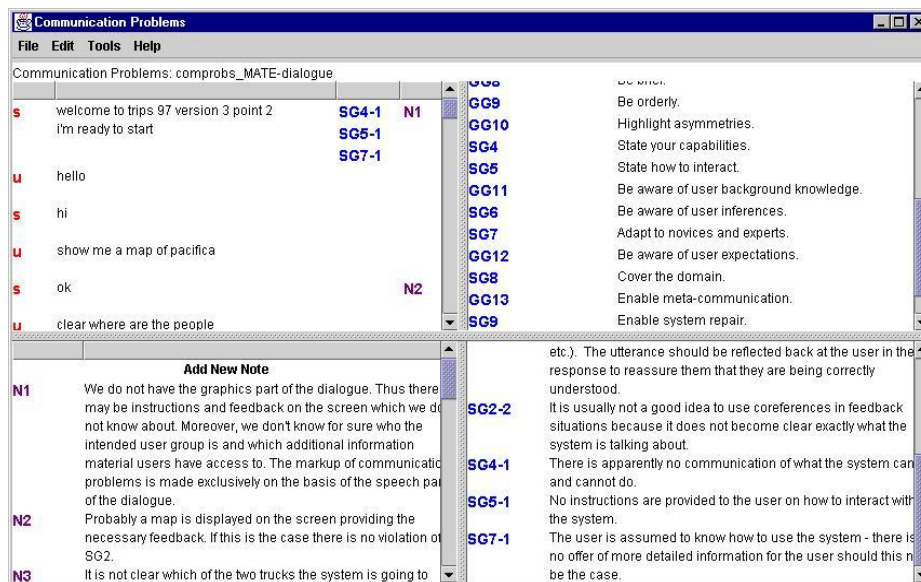 Communication Problems
File Edit Tools Help
Communication Problems: comprobs_MATE-dialogue
s welcome to trips 97 version 3 point 2 SG4-1 N1
i'm ready to start SG5-1
SG7-1
u hello
s hi
u show me a map of pacifica
s ok N2
u clear where are the people
GG8 Be brief.
GG9 Be orderly.
GG10 Highlight asymmetries.
SG4 State your capabilities.
SG5 State how to interact.
GG11 Be aware of user background knowledge.
SG6 Be aware of user inferences.
SG7 Adapt to novices and experts.
GG12 Be aware of user expectations.
SG8 Cover the domain.
GG13 Enable meta-communication.
SG9 Enable system repair.
Add New Note
N1 We do not have the graphics part of the dialogue. Thus there
may be instructions and feedback on the screen which we do
not know about. Moreover, we don't know for sure who the
intended user group is and which additional information
material users have access to. The markup of communicatio
problems is made exclusively on the basis of the speech par
of the dialogue.
N2 Probably a map is displayed on the screen providing the
necessary feedback. If this is the case there is no violation of
SG2.
N3 It is not clear which of the two trucks the system is going to
etc.). The utterance should be reflected back at the user in the
response to reassure them that they are being correctly
understood.
SG2-2 It is usually not a good idea to use coreferences in feedback
situations because it does not become clear exactly what the
system is talking about.
SG4-1 There is apparently no communication of what the system can
and cannot do.
SG5-1 No instructions are provided to the user on how to interact with
the system.
SG7-1 The user is assumed to know how to use the system - there is
no offer of more detailed information for the user should this n
be the case.